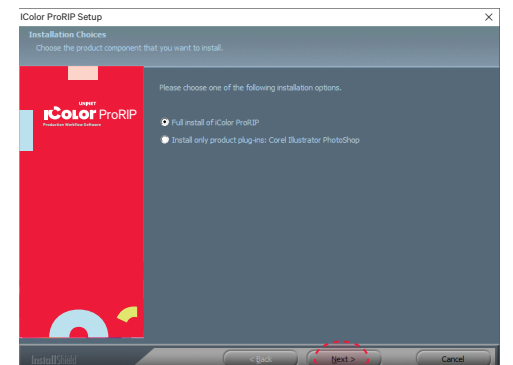 IColor ProRIP Setup
Installation Choices
Choose the product component that you want to install.
UNINET
IColor ProRIP
Production Workflow Software
Please choose one of the following installation options.
Full install of iColor ProRIP
Install only product plug-ins: Corel Illustrator PhotoShop
InstallShield
< Back
Next >
Cancel